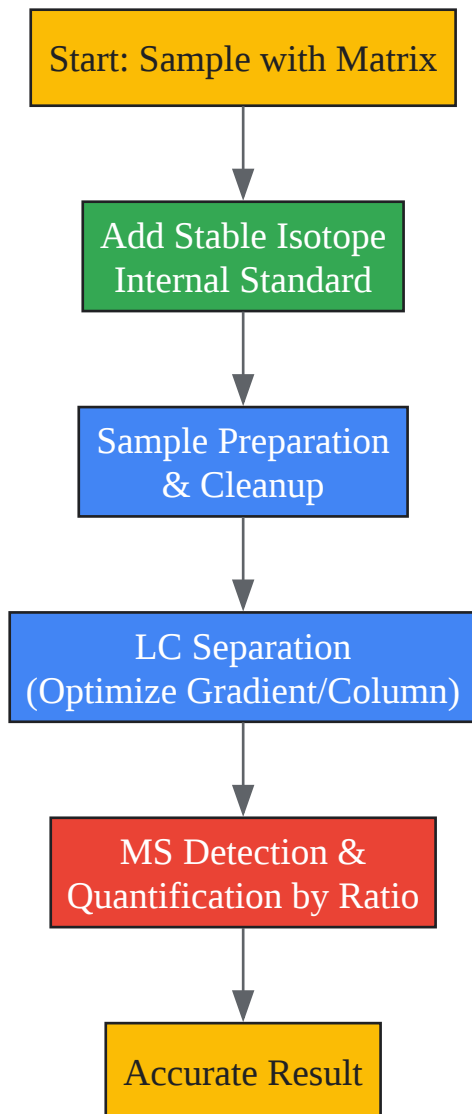 Start: Sample with Matrix
Add Stable Isotope
Internal Standard
Sample Preparation
& Cleanup
LC Separation
(Optimize Gradient/Column)
MS Detection &
Quantification by Ratio
Accurate Result